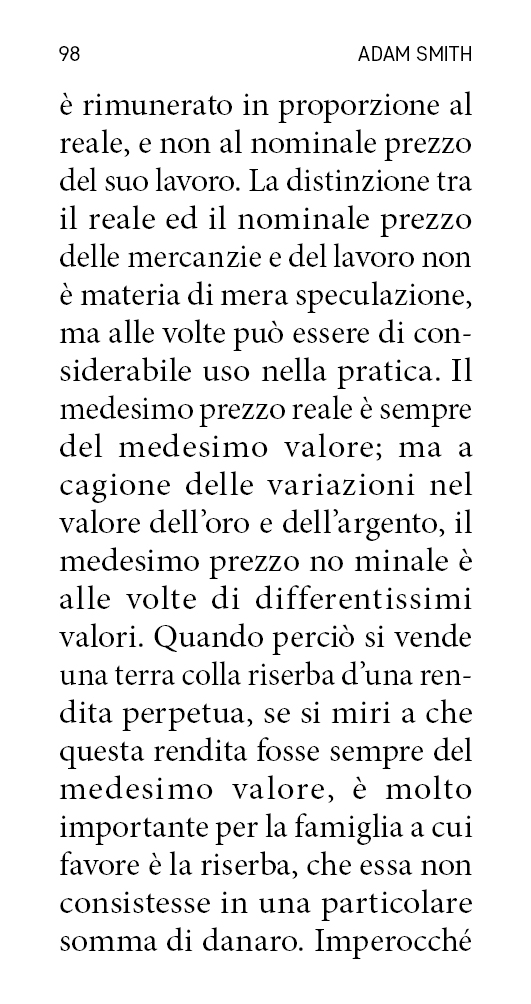 98 ADAM SMITH
è rimunerato in proporzione al
reale, e non al nominale prezzo
del suo lavoro. La distinzione tra
il reale ed il nominale prezzo
delle mercanzie e del lavoro non
è materia di mera speculazione,
ma alle volte può essere di con-
siderabile uso nella pratica. Il
medesimo prezzo reale è sempre
del medesimo valore; ma a
cagione delle variazioni nel
valore dell’oro e dell’argento, il
medesimo prezzo no minale è
alle volte di differentissimi
valori. Quando perciò si vende
una terra colla riserba d’una ren-
dita perpetua, se si miri a che
questa rendita fosse sempre del
medesimo valore, è molto
importante per la famiglia a cui
favore è la riserba, che essa non
consistesse in una particolare
somma di danaro. Imperocché